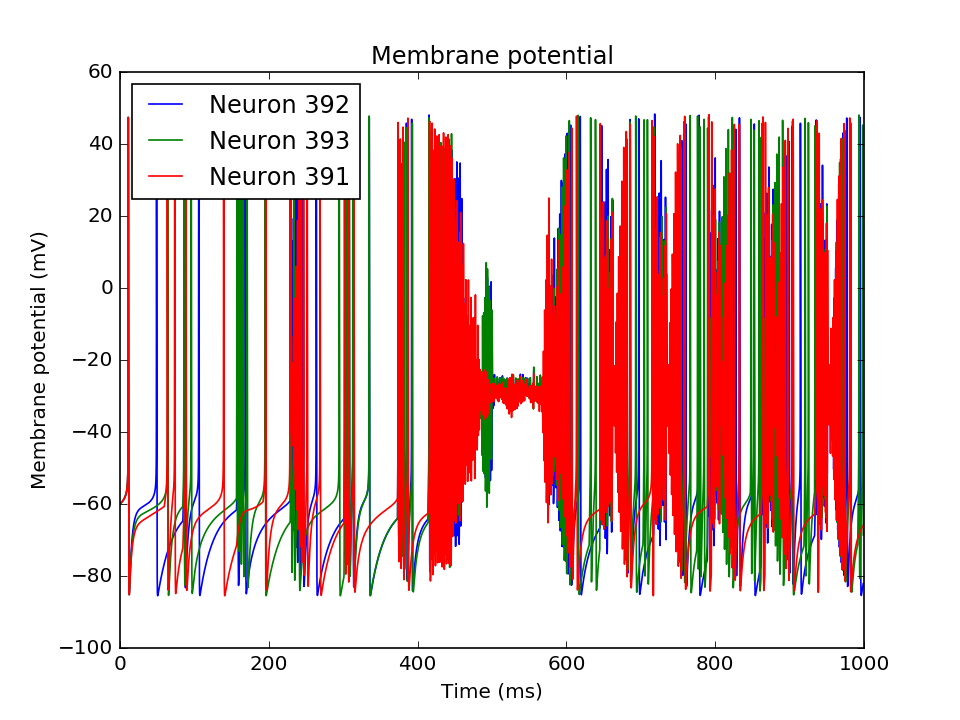 Membrane potential
60
40
20
0
−20
−40
−60
−80
−100
Membrane potential (mV)
Neuron 392
Neuron 393
Neuron 391
0
200
400
600
800
1000
Time (ms)